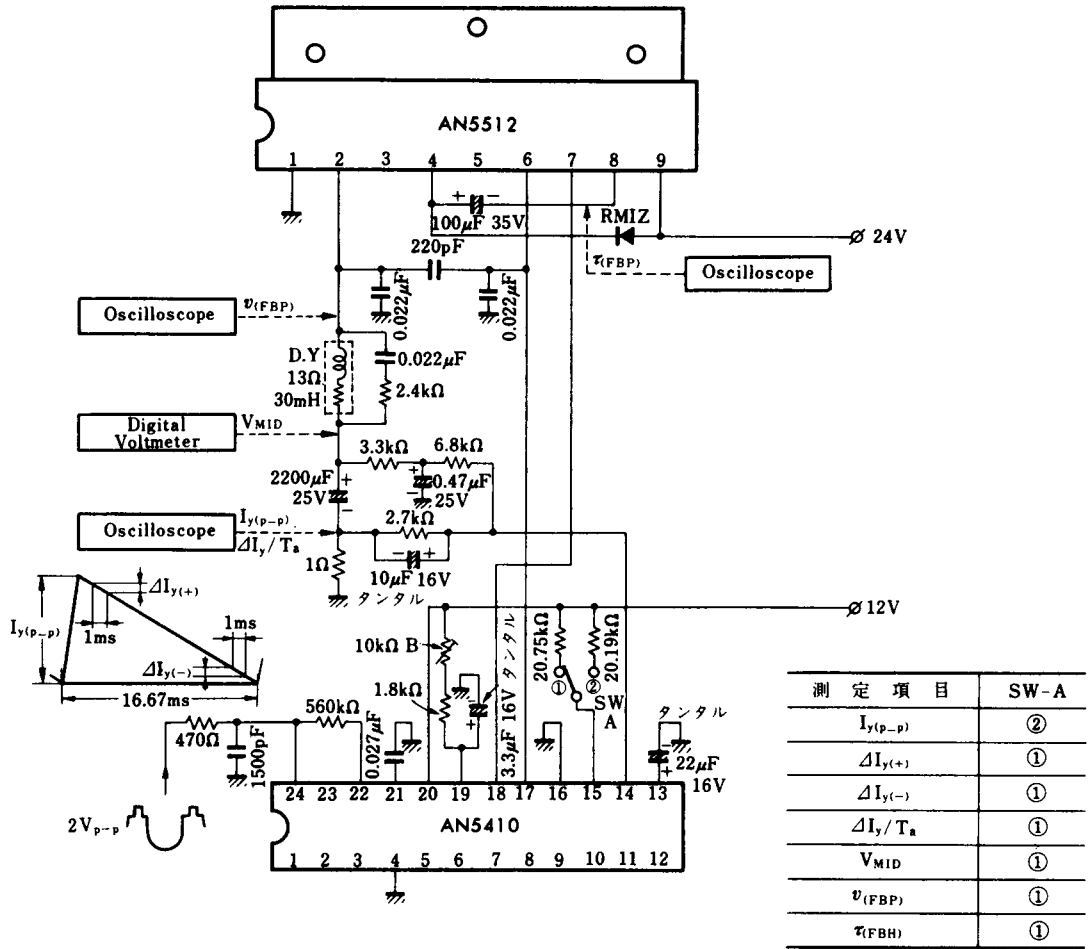 AN5512
1 2 3 4 5 6 7 8 9
100μF 35V
RMIZ
24V
220pF
τ(FBP)
Oscilloscope
0.022μF
0.022μF
Oscilloscope
v(FBP)
D.Y
13Ω
30mH
0.022μF
2.4kΩ
Digital
Voltmeter
VMID
3.3kΩ
6.8kΩ
2200μF
25V
0.47μF
25V
Oscilloscope
Iy(p-p)
ΔIy/Ta
2.7kΩ
1Ω
10μF 16V
タンタル
12V
Iy(p-p)
ΔIy(+)
1ms
1ms
ΔIy(-)
16.67ms
10kΩ B
1.8kΩ
3.3μF 16V タンタル
20.75kΩ
20.19kΩ
① ②
SW
A
470Ω
1500pF
560kΩ
0.027μF
タンタル
22μF
16V
2Vp-p
24 23 22 21 20 19 18 17 16 15 14 13
AN5410
1 2 3 4 5 6 7 8 9 10 11 12
測定項目 SW-A
Iy(p-p) ②
ΔIy(+) ①
ΔIy(-) ①
ΔIy/Ta ①
VMID ①
v(FBP) ①
τ(FBH) ①